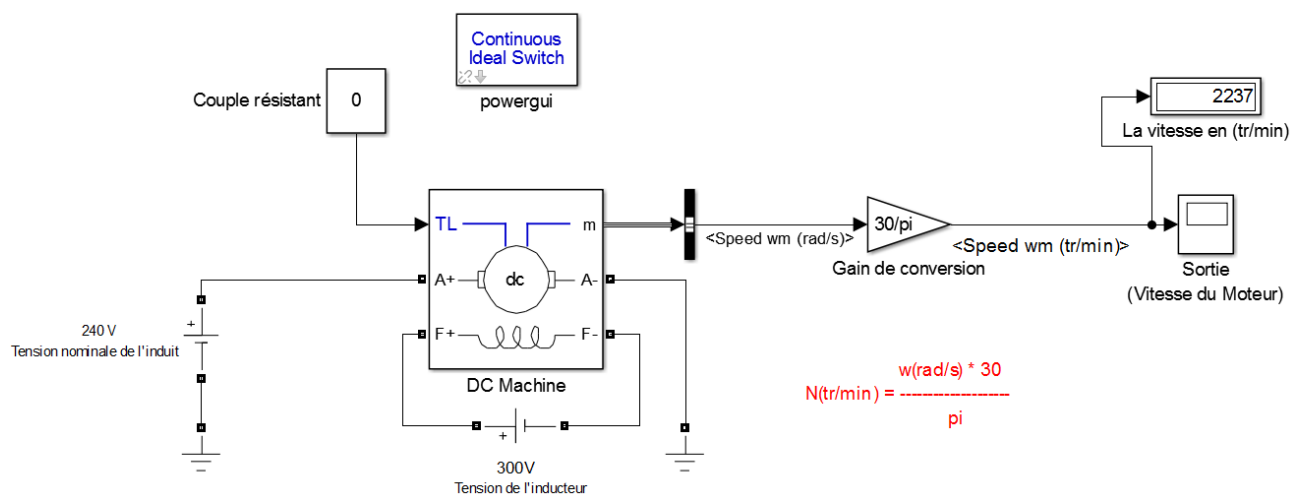 Continuous
Ideal Switch
powergui
Couple résistant
0
2237
La vitesse en (tr/min)
TL
m
dc
A+
A-
F+
F-
DC Machine
<Speed wm (rad/s)>
30/pi
Gain de conversion
<Speed wm (tr/min)>
Sortie
(Vitesse du Moteur)
240 V
Tension nominale de l'induit
+
+
300V
Tension de l'inducteur
w(rad/s) * 30
N(tr/min) = --------------------
pi